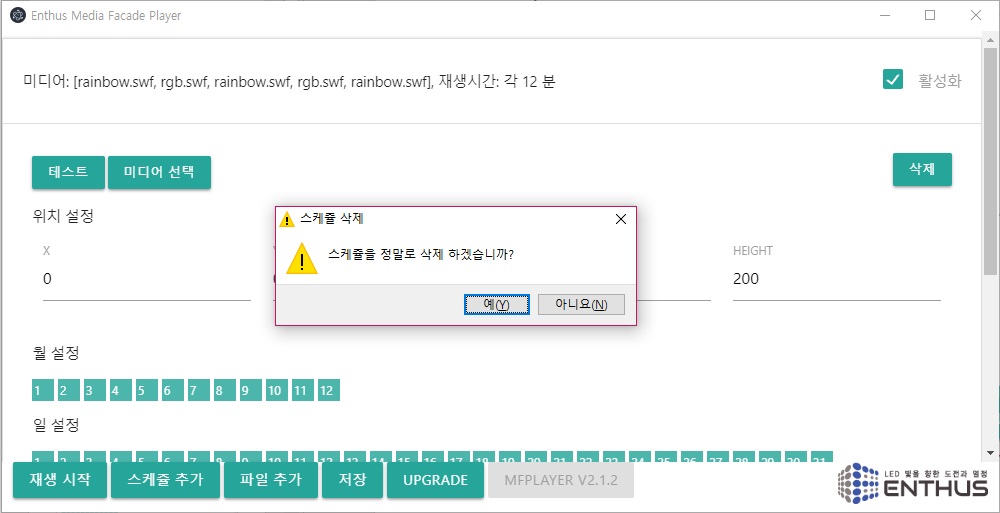 Enthus Media Facade Player
미디어: [rainbow.swf, rgb.swf, rainbow.swf, rgb.swf, rainbow.swf], 재생시간: 각 12 분
활성화
테스트 미디어 선택 삭제
위치 설정
스케쥴 삭제
스케쥴을 정말로 삭제 하겠습니까?
예(Y) 아니요(N)
X HEIGHT
0 200
월 설정
1 2 3 4 5 6 7 8 9 10 11 12
일 설정
1 2 3 4 5 6 7 8 9 10 11 12 13 14 15 16 17 18 19 20 21 22 23 24 25 26 27 28 29 30 31
재생 시작 스케쥴 추가 파일 추가 저장 UPGRADE MFPLAYER V2.1.2
LED 빛을 향한 도전과 열정
ENTHUS